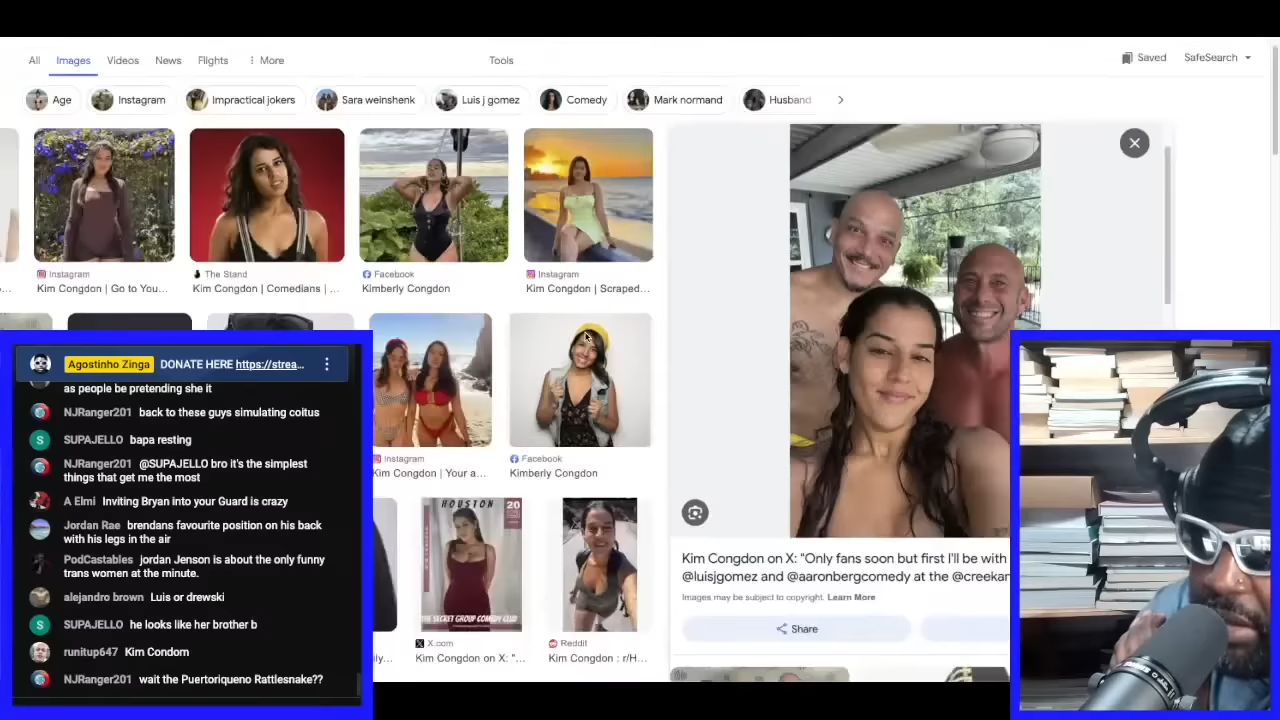 All Images Videos News Flights More Tools Saved SafeSearch
Age Instagram Impractical jokers Sara weinshenk Luis j gomez Comedy Mark normand Husband
Instagram
Kim Congdon | Go to You...
The Stand
Kim Congdon | Comedians | ...
Facebook
Kimberly Congdon
Instagram
Kim Congdon | Scraped...
Instagram
Kim Congdon | Your a...
Facebook
Kimberly Congdon
HOUSTON
20
THE SECRET GROUP COMEDY CLUB
X.com
Kim Congdon on X: "...
Reddit
Kim Congdon : r/H...
Kim Congdon on X: "Only fans soon but first I'll be with
@luisjgomez and @aaronbergcomedy at the @creekan
Images may be subject to copyright. Learn More
Share
Agostinho Zinga DONATE HERE https://strea...
as people be pretending she it
NJRanger201 back to these guys simulating coitus
SUPAJELLO bapa resting
NJRanger201 @SUPAJELLO bro it's the simplest
things that get me the most
A Elmi Inviting Bryan into your Guard is crazy
Jordan Rae brendans favourite position on his back
with his legs in the air
PodCastables jordan Jenson is about the only funny
trans women at the minute.
alejandro brown Luis or drewski
SUPAJELLO he looks like her brother b
runitup647 Kim Condom
NJRanger201 wait the Puertoriqueno Rattlesnake??